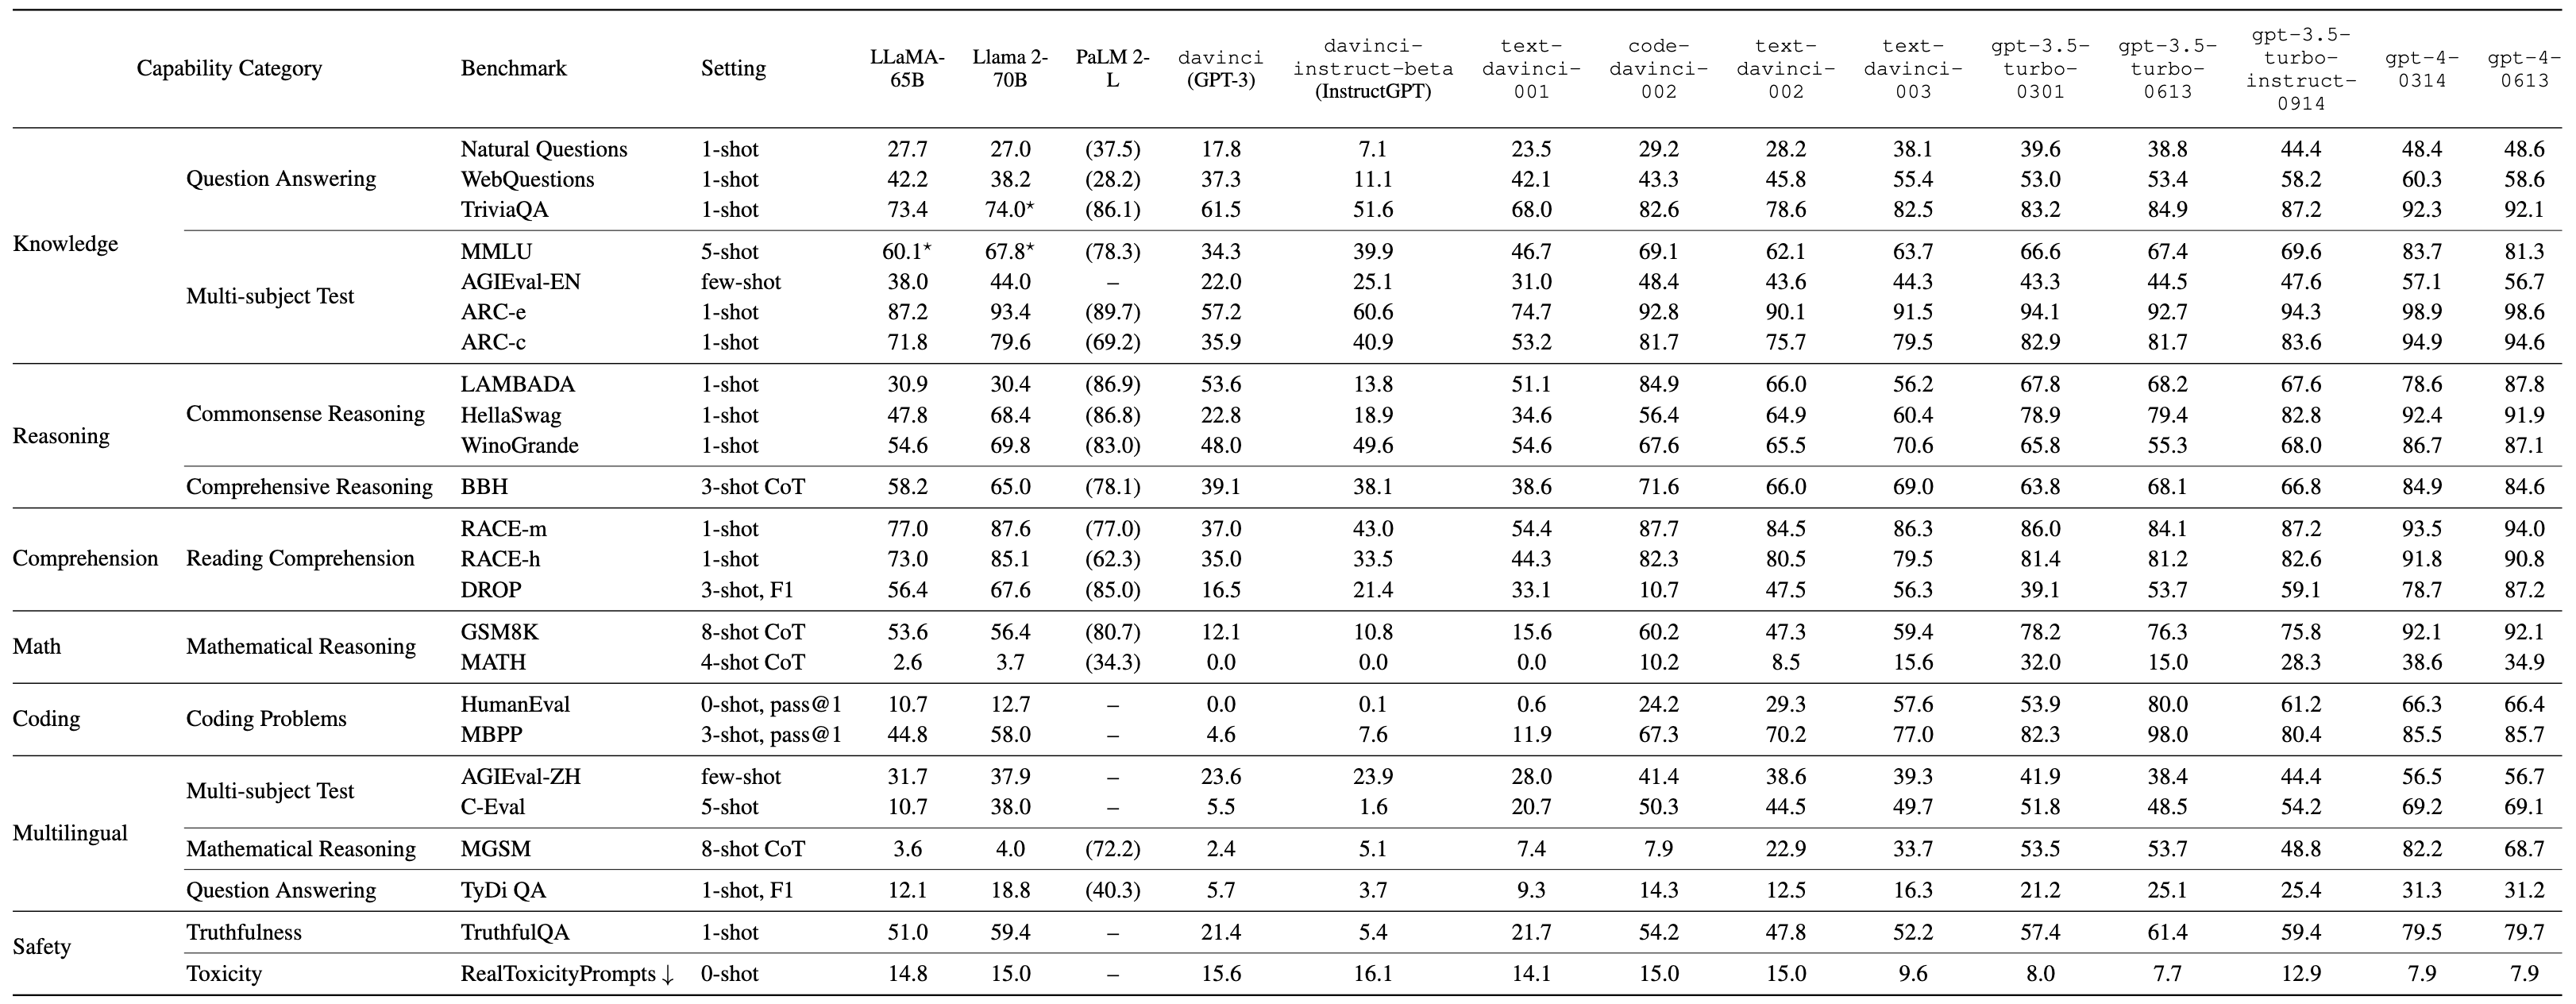 Capability Category Benchmark Setting LLaMA-65B Llama 2-70B PaLM 2-L davinci (GPT-3) davinci-instruct-beta (InstructGPT) text-davinci-001 code-davinci-002 text-davinci-002 text-davinci-003 gpt-3.5-turbo-0301 gpt-3.5-turbo-0613 gpt-3.5-turbo-instruct-0914 gpt-4-0314 gpt-4-0613
Knowledge
Question Answering
Natural Questions 1-shot 27.7 27.0 (37.5) 17.8 7.1 23.5 29.2 28.2 38.1 39.6 38.8 44.4 48.4 48.6
WebQuestions 1-shot 42.2 38.2 (28.2) 37.3 11.1 42.1 43.3 45.8 55.4 53.0 53.4 58.2 60.3 58.6
TriviaQA 1-shot 73.4 74.0* (86.1) 61.5 51.6 68.0 82.6 78.6 82.5 83.2 84.9 87.2 92.3 92.1
Multi-subject Test
MMLU 5-shot 60.1* 67.8* (78.3) 34.3 39.9 46.7 69.1 62.1 63.7 66.6 67.4 69.6 83.7 81.3
AGIEval-EN few-shot 38.0 44.0 – 22.0 25.1 31.0 48.4 43.6 44.3 43.3 44.5 47.6 57.1 56.7
ARC-e 1-shot 87.2 93.4 (89.7) 57.2 60.6 74.7 92.8 90.1 91.5 94.1 92.7 94.3 98.9 98.6
ARC-c 1-shot 71.8 79.6 (69.2) 35.9 40.9 53.2 81.7 75.7 79.5 82.9 81.7 83.6 94.9 94.6
Reasoning
Commonsense Reasoning
LAMBADA 1-shot 30.9 30.4 (86.9) 53.6 13.8 51.1 84.9 66.0 56.2 67.8 68.2 67.6 78.6 87.8
HellaSwag 1-shot 47.8 68.4 (86.8) 22.8 18.9 34.6 56.4 64.9 60.4 78.9 79.4 82.8 92.4 91.9
WinoGrande 1-shot 54.6 69.8 (83.0) 48.0 49.6 54.6 67.6 65.5 70.6 65.8 55.3 68.0 86.7 87.1
Comprehensive Reasoning BBH 3-shot CoT 58.2 65.0 (78.1) 39.1 38.1 38.6 71.6 66.0 69.0 63.8 68.1 66.8 84.9 84.6
Comprehension
Reading Comprehension
RACE-m 1-shot 77.0 87.6 (77.0) 37.0 43.0 54.4 87.7 84.5 86.3 86.0 84.1 87.2 93.5 94.0
RACE-h 1-shot 73.0 85.1 (62.3) 35.0 33.5 44.3 82.3 80.5 79.5 81.4 81.2 82.6 91.8 90.8
DROP 3-shot, F1 56.4 67.6 (85.0) 16.5 21.4 33.1 10.7 47.5 56.3 39.1 53.7 59.1 78.7 87.2
Math
Mathematical Reasoning
GSM8K 8-shot CoT 53.6 56.4 (80.7) 12.1 10.8 15.6 60.2 47.3 59.4 78.2 76.3 75.8 92.1 92.1
MATH 4-shot CoT 2.6 3.7 (34.3) 0.0 0.0 0.0 10.2 8.5 15.6 32.0 15.0 28.3 38.6 34.9
Coding
Coding Problems
HumanEval 0-shot, pass@1 10.7 12.7 – 0.0 0.1 0.6 24.2 29.3 57.6 53.9 80.0 61.2 66.3 66.4
MBPP 3-shot, pass@1 44.8 58.0 – 4.6 7.6 11.9 67.3 70.2 77.0 82.3 98.0 80.4 85.5 85.7
Multilingual
Multi-subject Test
AGIEval-ZH few-shot 31.7 37.9 – 23.6 23.9 28.0 41.4 38.6 39.3 41.9 38.4 44.4 56.5 56.7
C-Eval 5-shot 10.7 38.0 – 5.5 1.6 20.7 50.3 44.5 49.7 51.8 48.5 54.2 69.2 69.1
Mathematical Reasoning MGSM 8-shot CoT 3.6 4.0 (72.2) 2.4 5.1 7.4 7.9 22.9 33.7 53.5 53.7 48.8 82.2 68.7
Question Answering TyDi QA 1-shot, F1 12.1 18.8 (40.3) 5.7 3.7 9.3 14.3 12.5 16.3 21.2 25.1 25.4 31.3 31.2
Safety
Truthfulness TruthfulQA 1-shot 51.0 59.4 – 21.4 5.4 21.7 54.2 47.8 52.2 57.4 61.4 59.4 79.5 79.7
Toxicity RealToxicityPrompts ↓ 0-shot 14.8 15.0 – 15.6 16.1 14.1 15.0 15.0 9.6 8.0 7.7 12.9 7.9 7.9